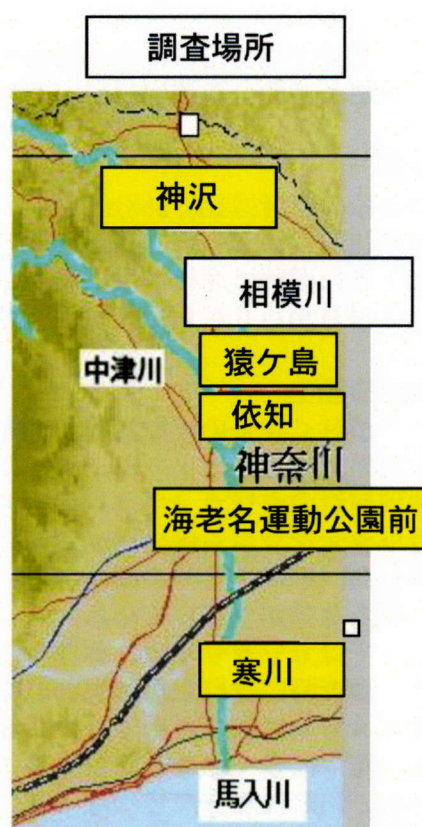 調査場所
神沢
相模川
猿ケ島
中津川
依知
神奈川
海老名運動公園前
寒川
馬入川